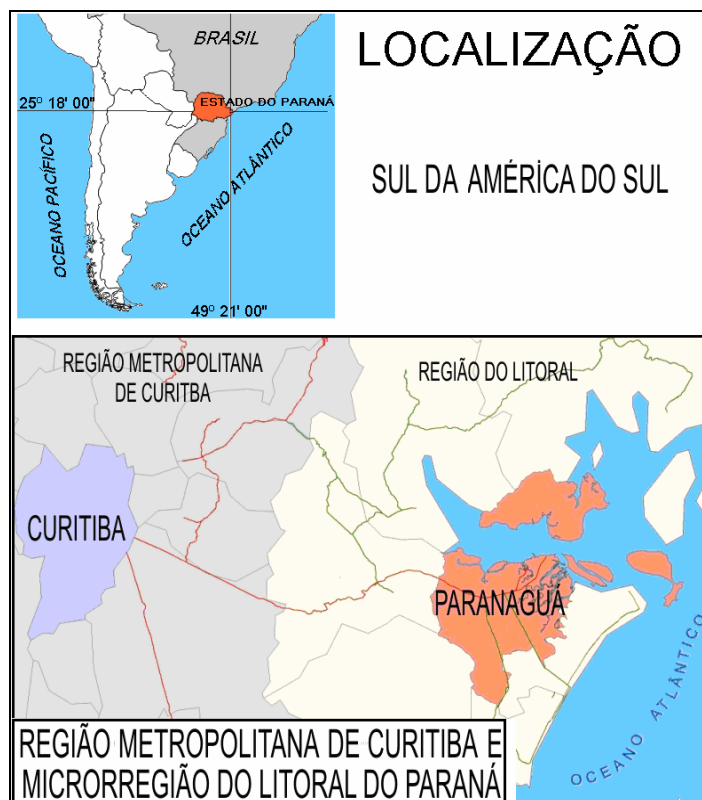 BRASIL
LOCALIZAÇÃO
25º 18' 00"
ESTADO DO PARANÁ
SUL DA AMÉRICA DO SUL
OCEANO PACÍFICO
OCEANO ATLÂNTICO
49º 21' 00"
REGIÃO METROPOLITANA
DE CURITBA
REGIÃO DO LITORAL
CURITIBA
PARANAGUÁ
OCEANO ATLÂNTICO
REGIÃO METROPOLITANA DE CURITIBA E
MICRORREGIÃO DO LITORAL DO PARANÁ